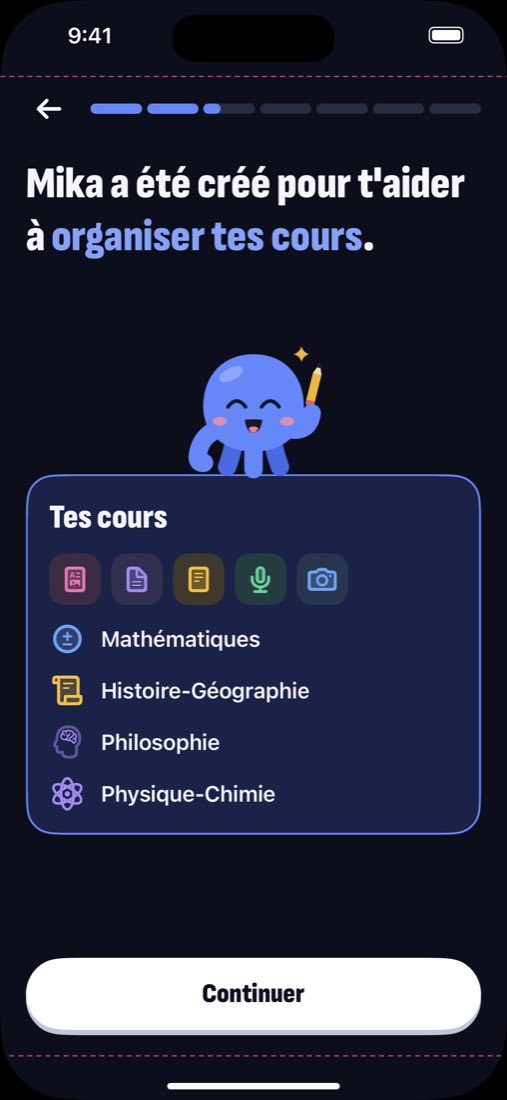 9:41
Mika a été créé pour t'aider
à organiser tes cours.
Tes cours
Mathématiques
Histoire-Géographie
Philosophie
Physique-Chimie
Continuer